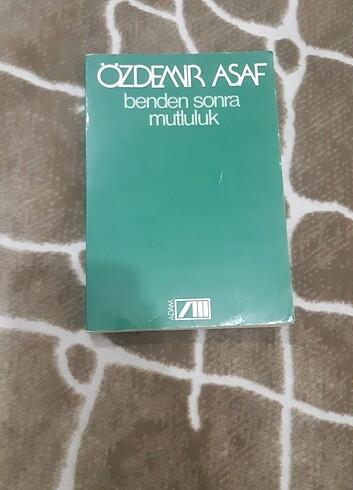 ÖZDEMİR ASAF
benden sonra
mutluluk
ADAM